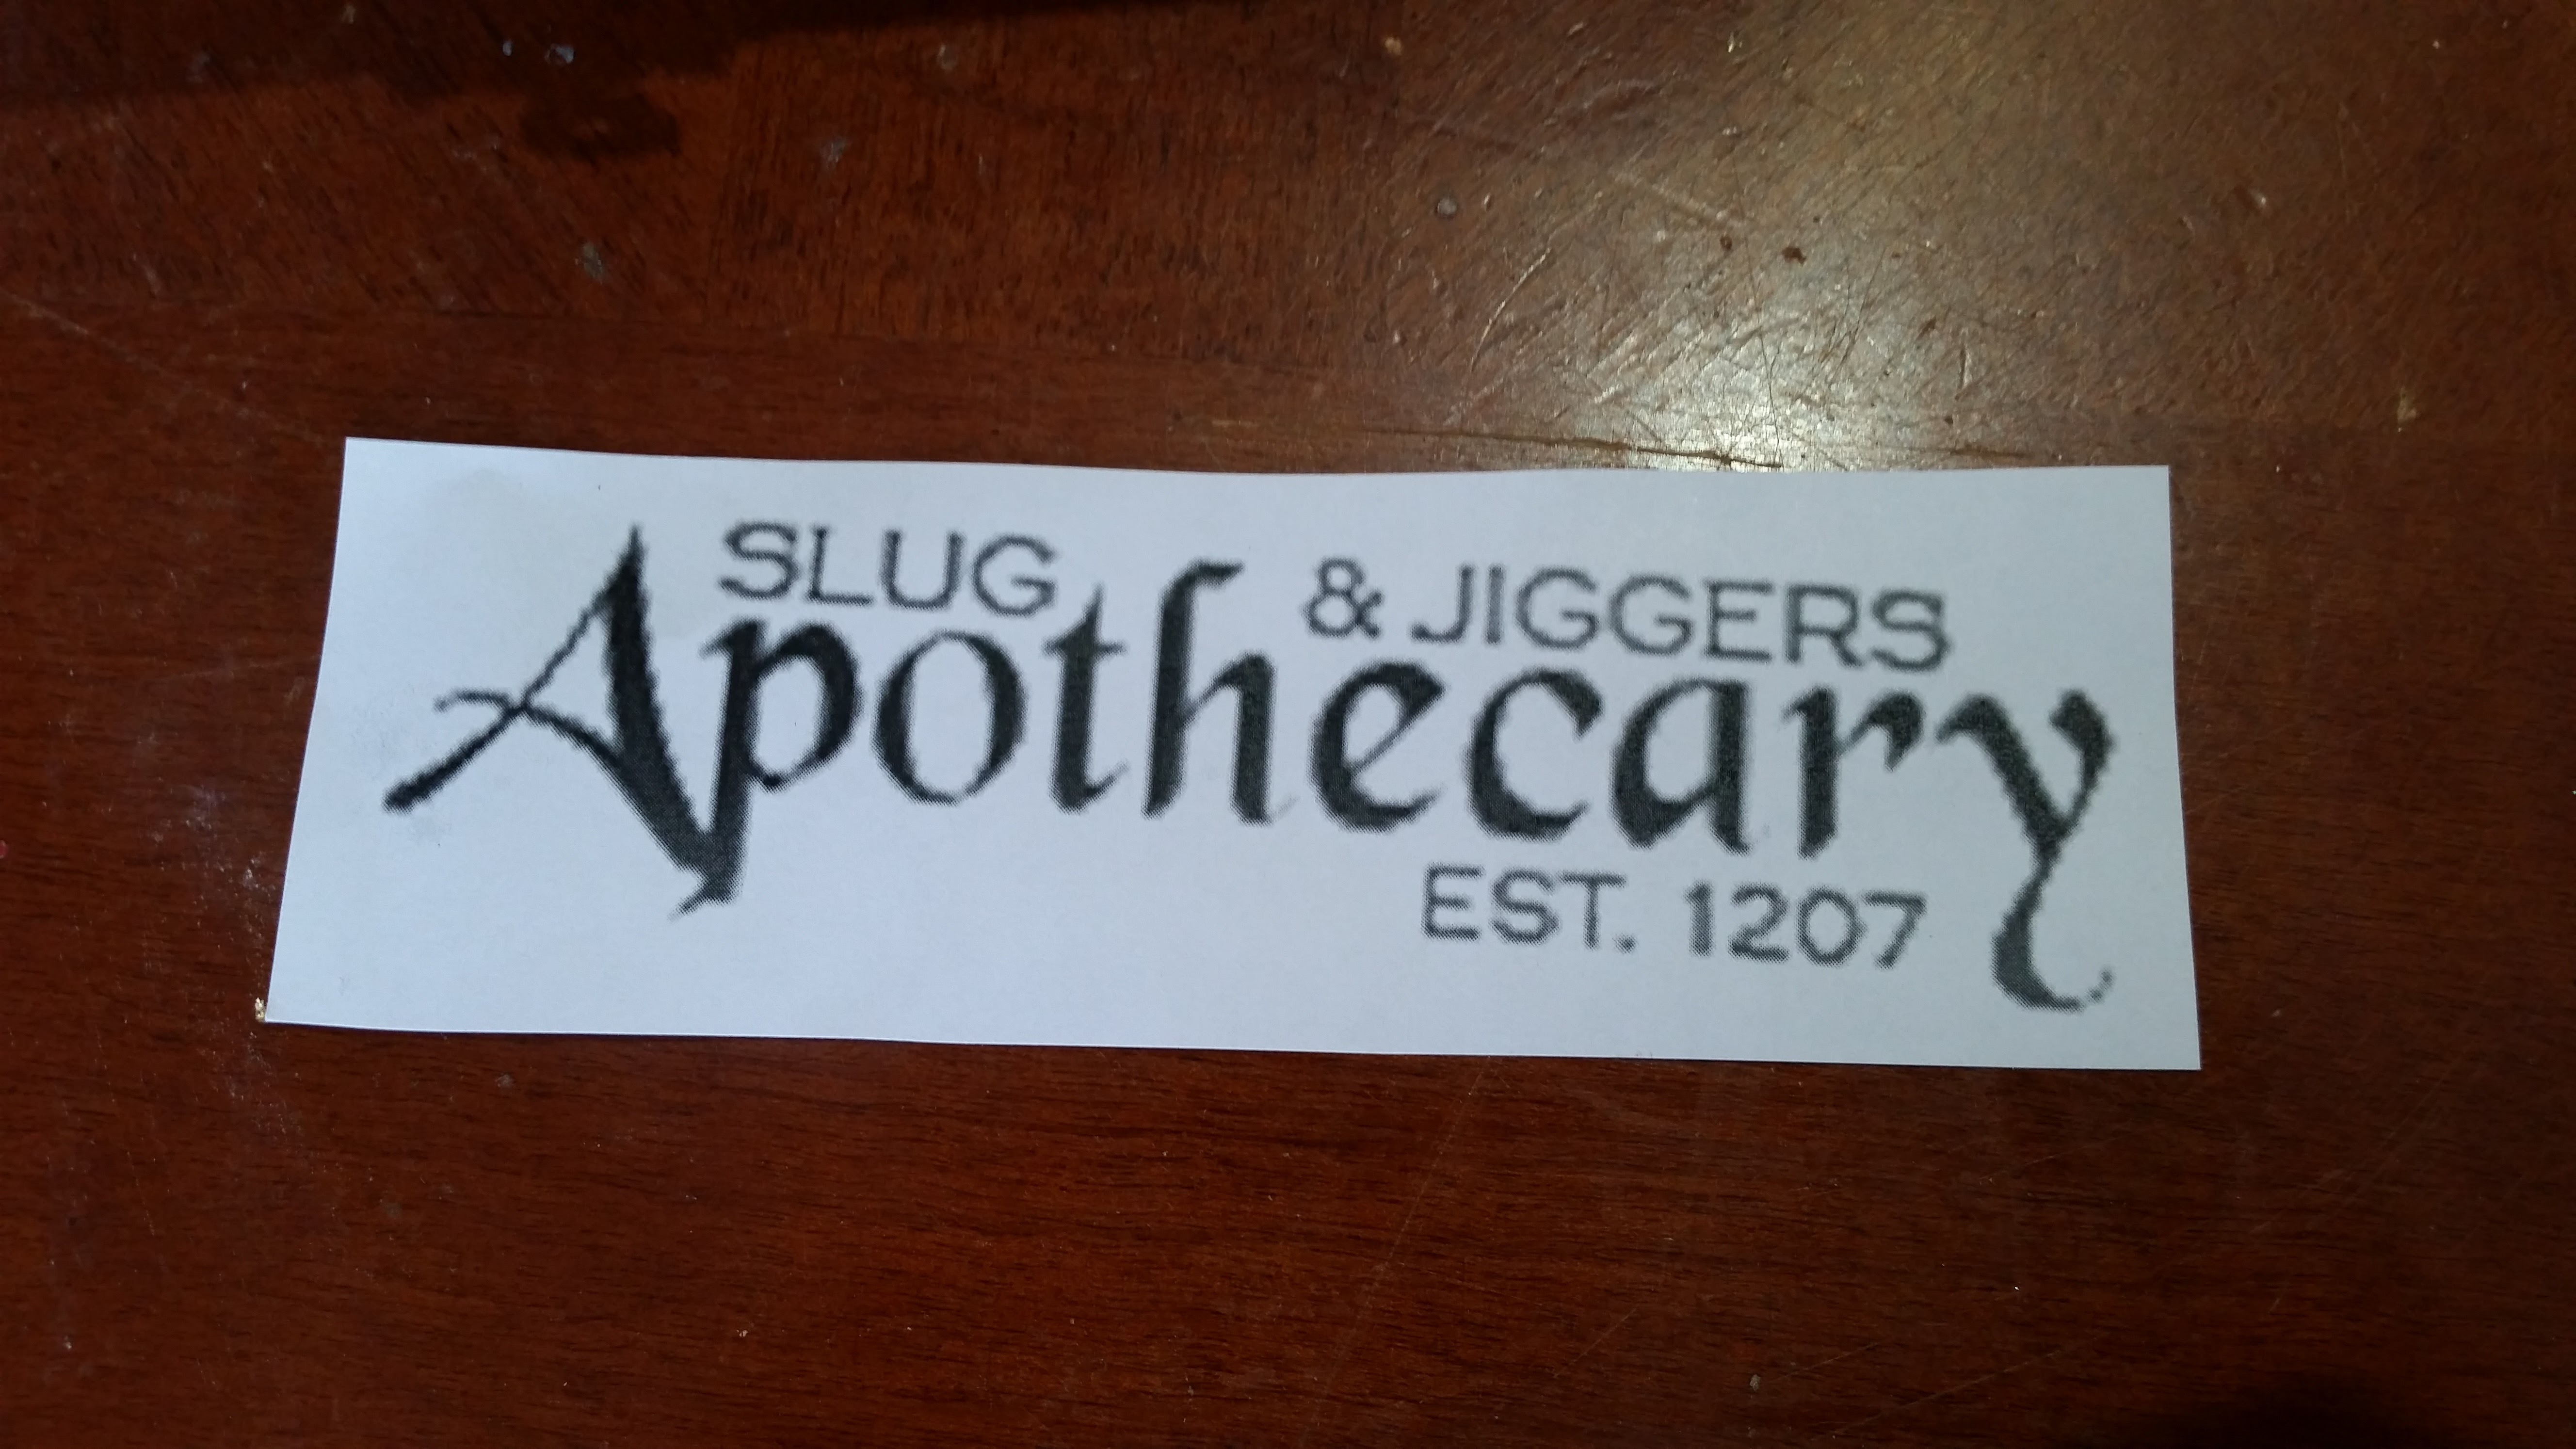 SLUG & JIGGERS
Apothecary
EST. 1207